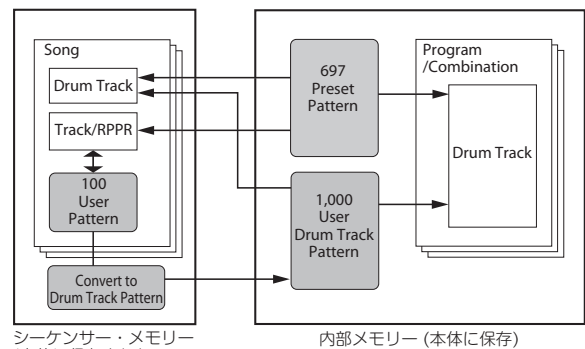 Song
Drum Track
Track/RPPR
100
User
Pattern
Convert to
Drum Track Pattern
シーケンサー・メモリー
697
Preset
Pattern
1,000
User
Drum Track
Pattern
Program
/Combination
Drum Track
内部メモリー (本体に保存)